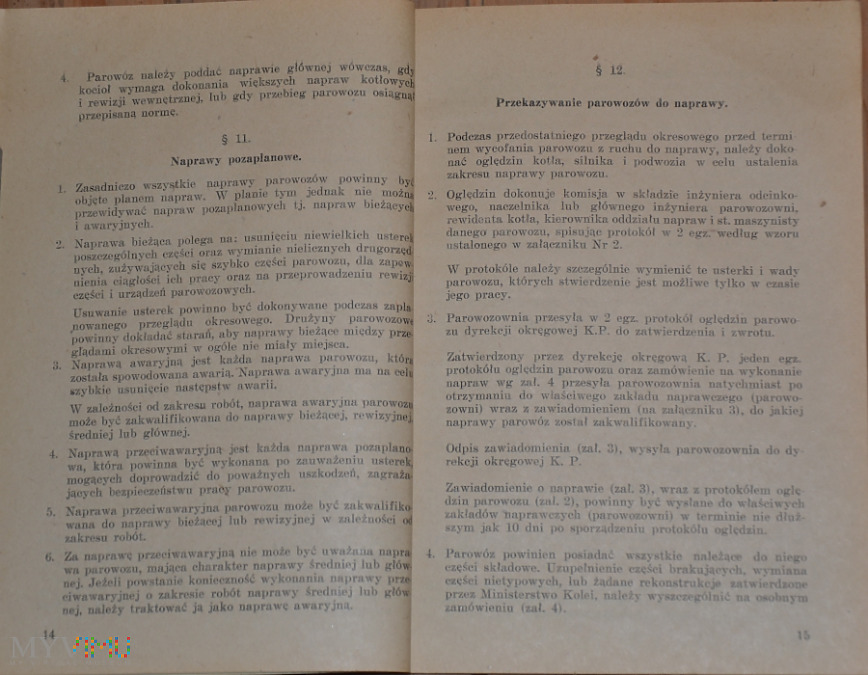 4. Parowóz należy poddać naprawie głównej wówczas, gdy
kocioł wymaga dokonania większych napraw kotłowych
i rewizji wewnętrznej, lub gdy przebieg parowozu osiągnął
przepisaną normę.
§ 11.
Naprawy pozaplanowe.
1. Zasadniczo wszystkie naprawy parowozów powinny być
objęte planem napraw. W planie tym jednak nie można
przewidywać napraw pozaplanowych tj. napraw bieżących
i awaryjnych.
2. Naprawa bieżąca polega na: usunięciu niewielkich usterek
poszczególnych części oraz wymianie nielicznych drugorzęd-
nych, zużywających się szybko części parowozu, dla zapew-
nienia ciągłości ich pracy oraz na przeprowadzeniu rewizji
części i urządzeń parowozowych.
Usuwanie usterek powinno być dokonywane podczas zapla-
nowanego przeglądu okresowego. Drużyny parowozowe
powinny dokładać starań, aby naprawy bieżące między prze-
glądami okresowymi w ogóle nie miały miejsca.
3. Naprawą awaryjną jest każda naprawa parowozu, która
została spowodowana awarią. Naprawa awaryjna ma na celu
szybkie usunięcie następstw awarii.
W zależności od zakresu robót, naprawa awaryjna parowozu
może być zakwalifikowana do naprawy bieżącej, rewizyjnej,
średniej lub głównej.
4. Naprawą przeciwawaryjną jest każda naprawa pozaplano-
wa, która powinna być wykonana po zauważeniu usterek,
mogących doprowadzić do poważnych uszkodzeń, zagraża-
jących bezpieczeństwu pracy parowozu.
5. Naprawa przeciwawaryjna parowozu może być zakwalifiko-
wana do naprawy bieżącej lub rewizyjnej w zależności od
zakresu robót.
6. Za naprawę przeciwawaryjną nie może być uważana napra-
wa parowozu, mająca charakter naprawy średniej lub głów-
nej. Jeżeli powstanie konieczność wykonania naprawy prze-
ciwawaryjnej o zakresie robót naprawy średniej lub głów-
nej, należy traktować ją jako naprawę awaryjną.
14
§ 12.
Przekazywanie parowozów do naprawy.
1. Podczas przedostatniego przeglądu okresowego przed termi-
nem wycofania parowozu z ruchu do naprawy, należy doko-
nać oględzin kotła, silnika i podwozia w celu ustalenia
zakresu naprawy parowozu.
2. Oględzin dokonuje komisja w składzie inżyniera odcinko-
wego, naczelnika lub głównego inżyniera parowozowni,
rewidenta kotła, kierownika oddziału napraw i st. maszynisty
danego parowozu, spisując protokół w 2 egz. według wzoru
ustalonego w załączniku Nr 2.
W protokóle należy szczególnie wymienić te usterki i wady
parowozu, których stwierdzenie jest możliwe tylko w czasie
jego pracy.
3. Parowozownia przesyła w 2 egz. protokół oględzin parowo-
zu dyrekcji okręgowej K.P. do zatwierdzenia i zwrotu.
Zatwierdzony przez dyrekcję okręgową K. P. jeden egz.
protokółu oględzin parowozu oraz zamówienie na wykonanie
napraw wg zał. 4 przesyła parowozownia natychmiast po
otrzymaniu do właściwego zakładu naprawczego (parowo-
zowni) wraz z zawiadomieniem (na załączniku 3), do jakiej
naprawy parowóz został zakwalifikowany.
Odpis zawiadomienia (zał. 3), wysyła parowozownia do dy-
rekcji okręgowej K. P.
Zawiadomienie o naprawie (zał. 3), wraz z protokółem oglę-
dzin parowozu (zał. 2), powinny być wysłane do właściwych
zakładów naprawczych (parowozowni) w terminie nie dłuż-
szym jak 10 dni po sporządzeniu protokółu oględzin.
4. Parowóz powinien posiadać wszystkie należące do niego
części składowe. Uzupełnienie części brakujących, wymiana
części nietypowych, lub żądane rekonstrukcje zatwierdzone
przez Ministerstwo Kolei, należy wyszczególnić na osobnym
zamówieniu (zał. 4).
15
MYVIMU